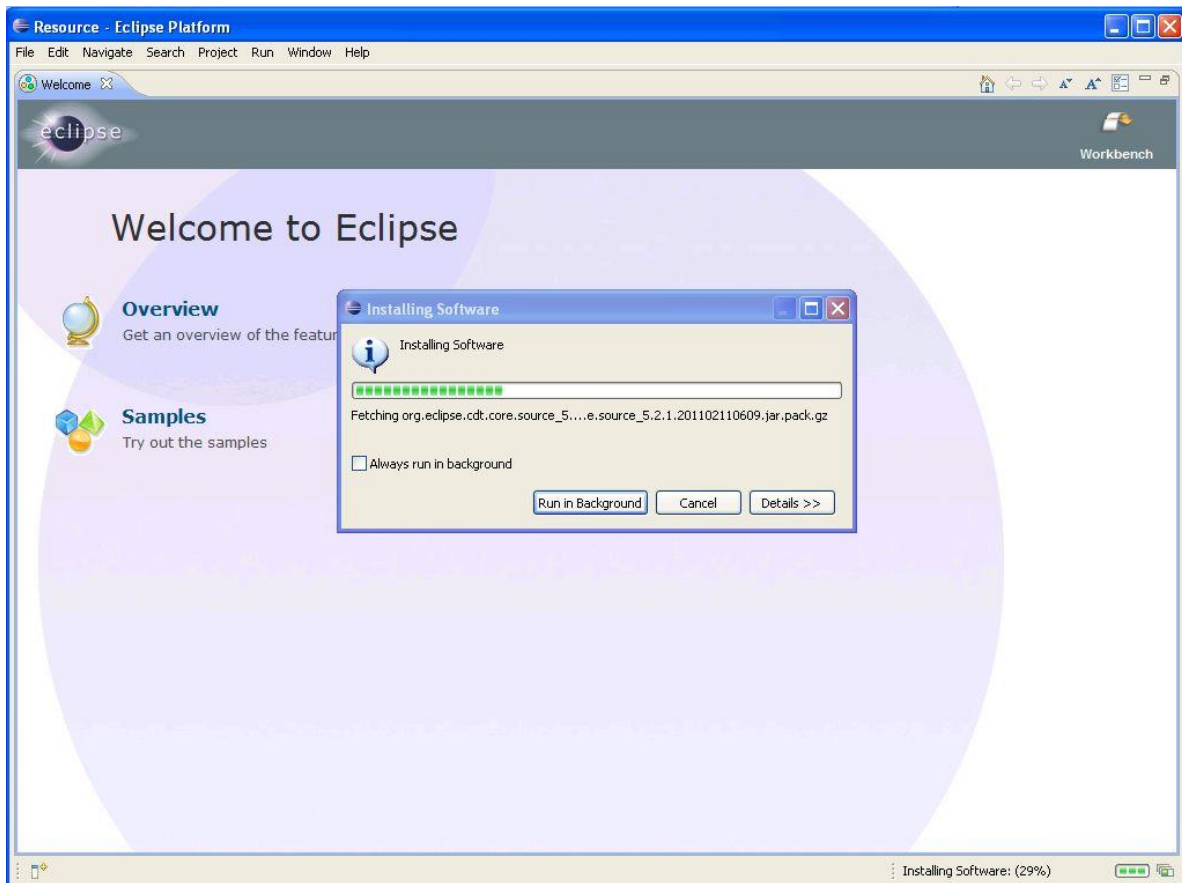 Resource - Eclipse Platform
File Edit Navigate Search Project Run Window Help
Welcome
eclipse
Workbench
Welcome to Eclipse
Overview
Get an overview of the featur
Samples
Try out the samples
Installing Software
Installing Software
Fetching org.eclipse.cdt.core.source_5....e.source_5.2.1.201102110609.jar.pack.gz
Always run in background
Run in Background Cancel Details >>
Installing Software: (29%)